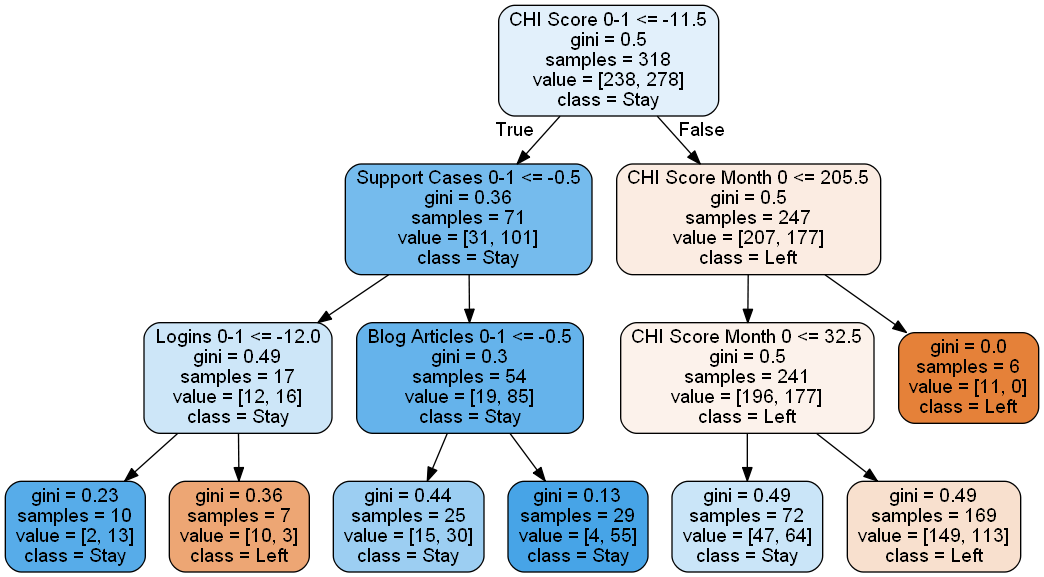 CHI Score 0-1 <= -11.5
gini = 0.5
samples = 318
value = [238, 278]
class = Stay
True
False
Support Cases 0-1 <= -0.5
gini = 0.36
samples = 71
value = [31, 101]
class = Stay
CHI Score Month 0 <= 205.5
gini = 0.5
samples = 247
value = [207, 177]
class = Left
Logins 0-1 <= -12.0
gini = 0.49
samples = 17
value = [12, 16]
class = Stay
Blog Articles 0-1 <= -0.5
gini = 0.3
samples = 54
value = [19, 85]
class = Stay
CHI Score Month 0 <= 32.5
gini = 0.5
samples = 241
value = [196, 177]
class = Left
gini = 0.0
samples = 6
value = [11, 0]
class = Left
gini = 0.23
samples = 10
value = [2, 13]
class = Stay
gini = 0.36
samples = 7
value = [10, 3]
class = Left
gini = 0.44
samples = 25
value = [15, 30]
class = Stay
gini = 0.13
samples = 29
value = [4, 55]
class = Stay
gini = 0.49
samples = 72
value = [47, 64]
class = Stay
gini = 0.49
samples = 169
value = [149, 113]
class = Left